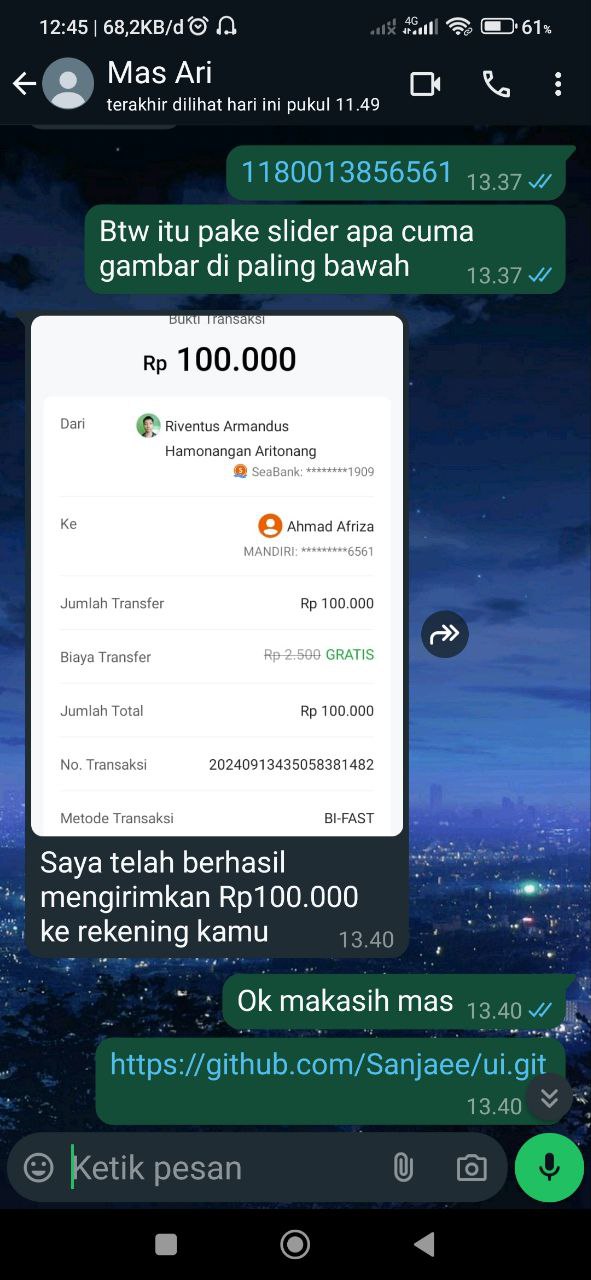 12:45 | 68,2KB/d 4G 61%
Mas Ari
terakhir dilihat hari ini pukul 11.49
1180013856561 13.37
Btw itu pake slider apa cuma
gambar di paling bawah 13.37
Bukti Transaksi
Rp 100.000
Dari Riventus Armandus
Hamonangan Aritonang
SeaBank: ********1909
Ke Ahmad Afriza
MANDIRI: *********6561
Jumlah Transfer Rp 100.000
Biaya Transfer Rp 2.500 GRATIS
Jumlah Total Rp 100.000
No. Transaksi 20240913435058381482
Metode Transaksi BI-FAST
Saya telah berhasil
mengirimkan Rp100.000
ke rekening kamu 13.40
Ok makasih mas 13.40
https://github.com/Sanjaee/ui.git
13.40
Ketik pesan